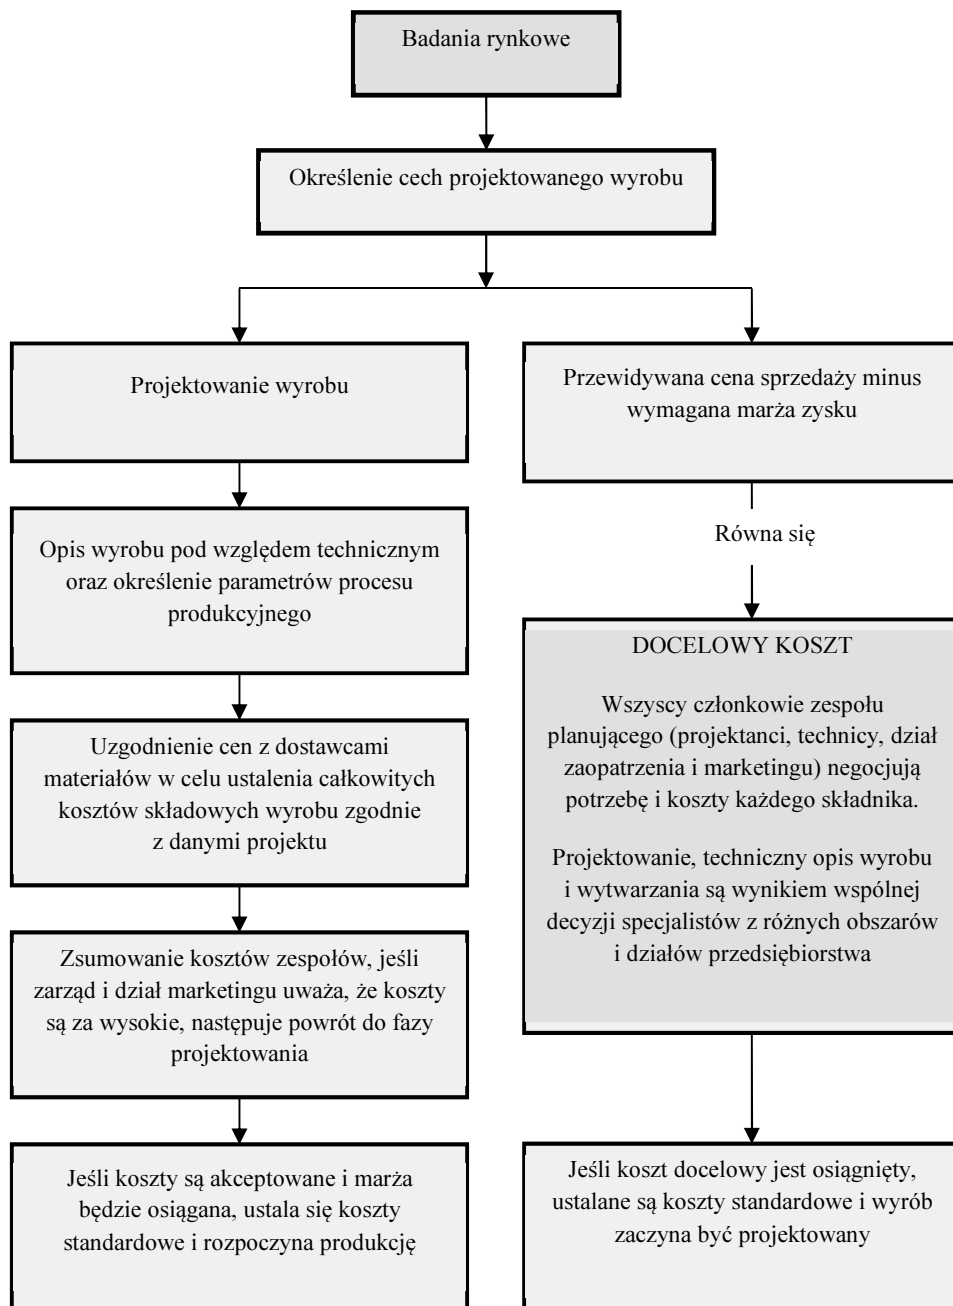 Badania rynkowe
Określenie cech projektowanego wyrobu
Projektowanie wyrobu
Opis wyrobu pod względem technicznym
oraz określenie parametrów procesu
produkcyjnego
Uzgodnienie cen z dostawcami
materiałów w celu ustalenia całkowitych
kosztów składowych wyrobu zgodnie
z danymi projektu
Zsumowanie kosztów zespołów, jeśli
zarząd i dział marketingu uważa, że koszty
są za wysokie, następuje powrót do fazy
projektowania
Jeśli koszty są akceptowane i marża
będzie osiągana, ustala się koszty
standardowe i rozpoczyna produkcję
Przewidywana cena sprzedaży minus
wymagana marża zysku
Równa się
DOCELOWY KOSZT
Wszyscy członkowie zespołu
planującego (projektanci, technicy, dział
zaopatrzenia i marketingu) negocjują
potrzebę i koszty każdego składnika.
Projektowanie, techniczny opis wyrobu
i wytwarzania są wynikiem wspólnej
decyzji specjalistów z różnych obszarów
i działów przedsiębiorstwa
Jeśli koszt docelowy jest osiągnięty,
ustalane są koszty standardowe i wyrób
zaczyna być projektowany